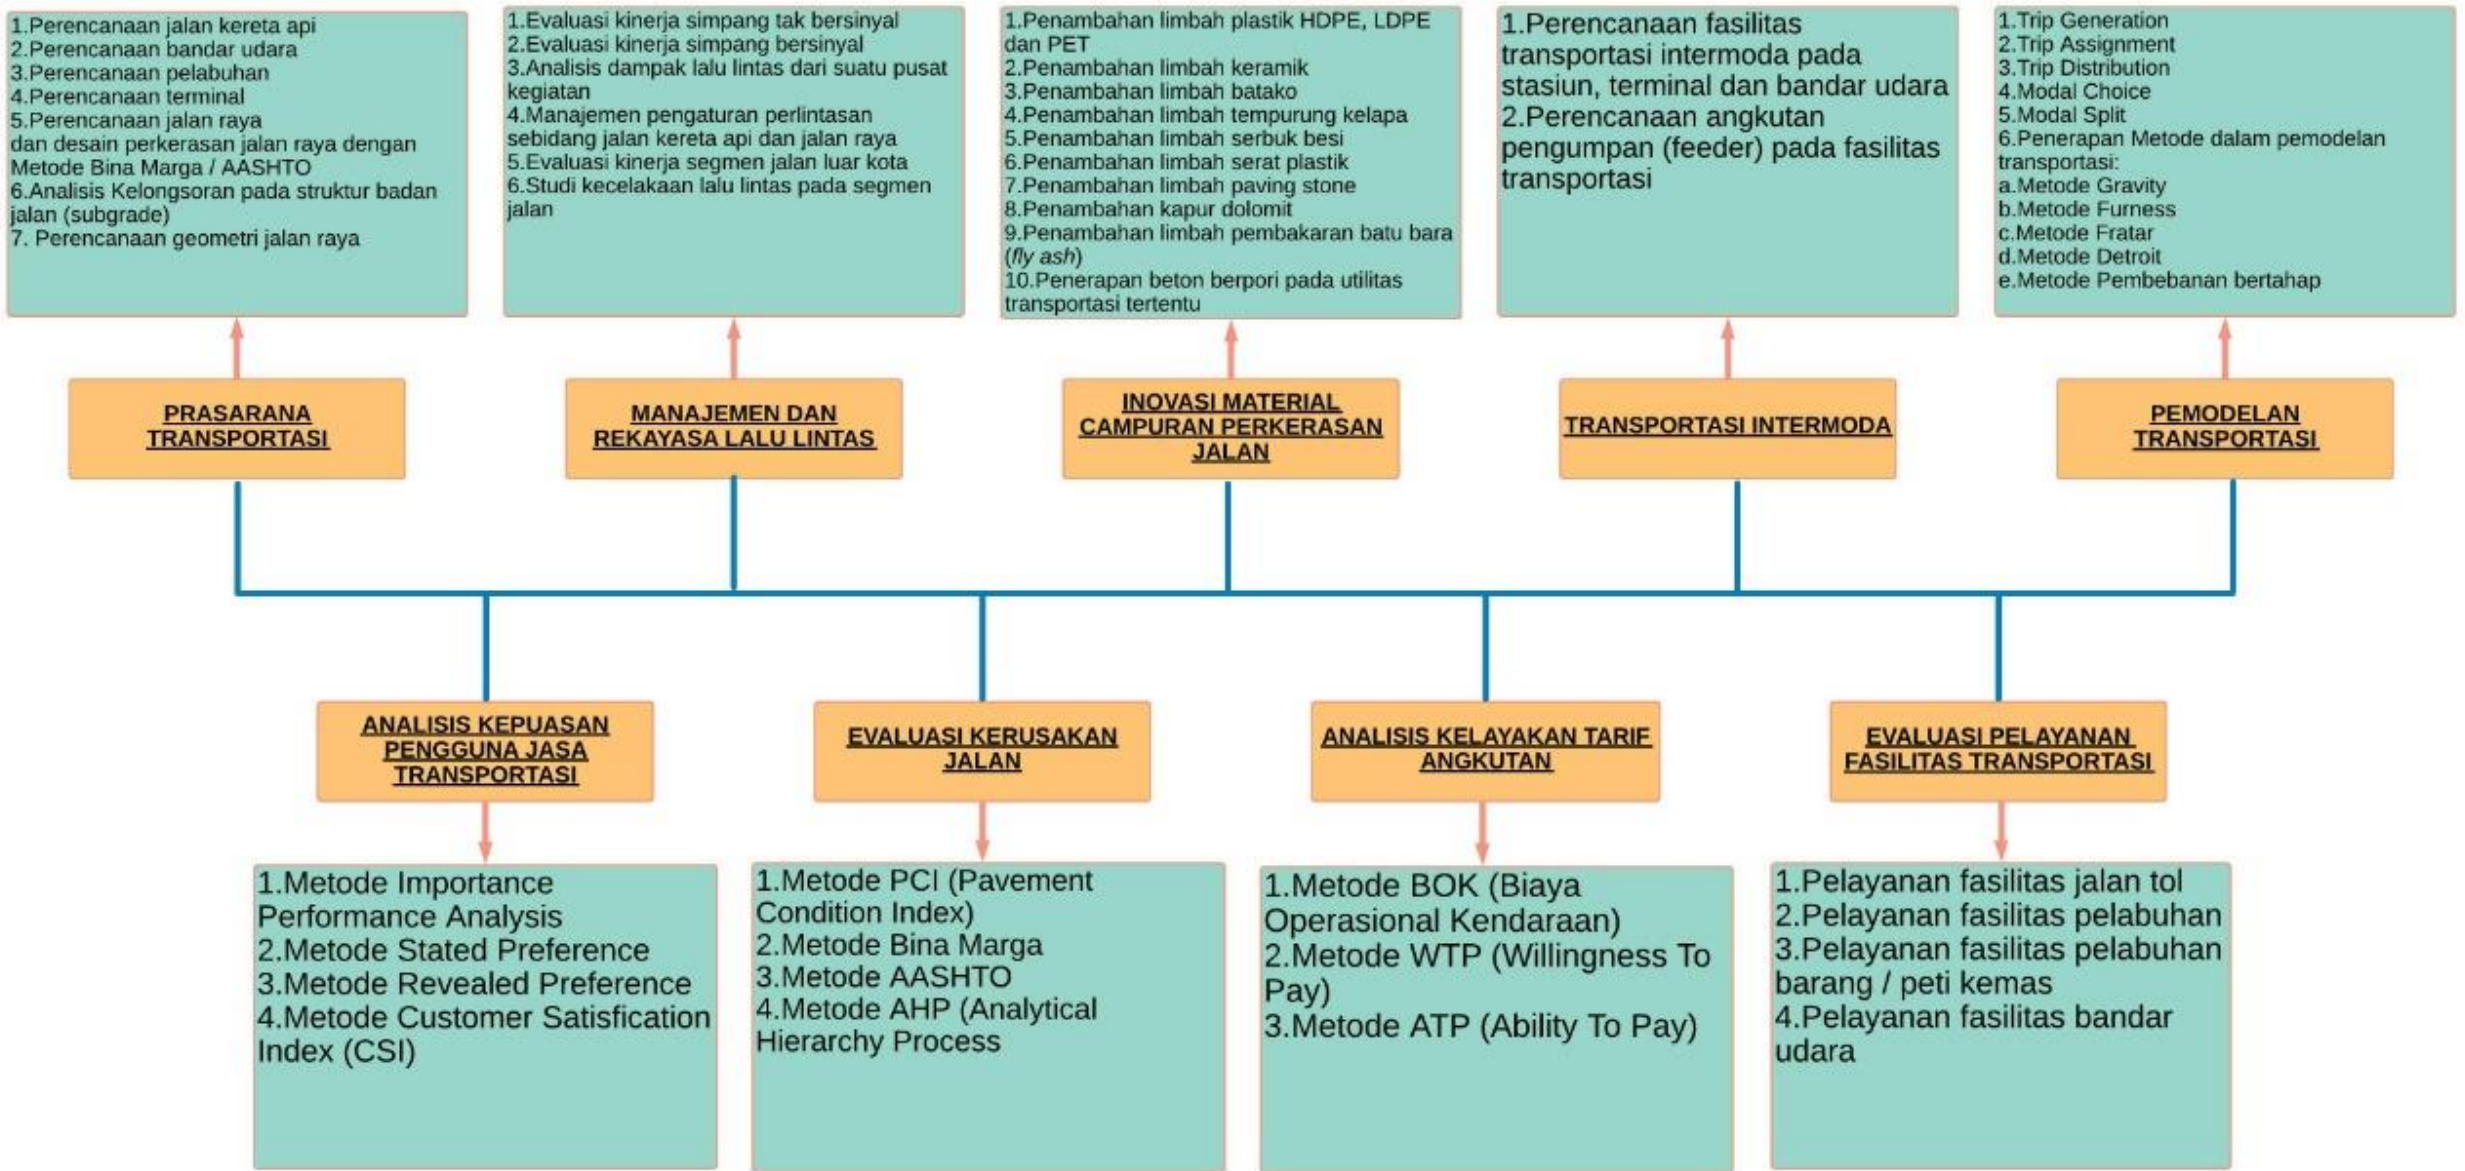 1.Perencanaan jalan kereta api
2.Perencanaan bandar udara
3.Perencanaan pelabuhan
4.Perencanaan terminal
5.Perencanaan jalan raya
dan desain perkerasan jalan raya dengan
Metode Bina Marga / AASHTO
6.Analisis Kelongsoran pada struktur badan
jalan (subgrade)
7. Perencanaan geometri jalan raya
1.Evaluasi kinerja simpang tak bersinyal
2.Evaluasi kinerja simpang bersinyal
3.Analisis dampak lalu lintas dari suatu pusat
kegiatan
4.Manajemen pengaturan perlintasan
sebidang jalan kereta api dan jalan raya
5.Evaluasi kinerja segmen jalan luar kota
6.Studi kecelakaan lalu lintas pada segmen
jalan
1.Penambahan limbah plastik HDPE, LDPE
dan PET
2.Penambahan limbah keramik
3.Penambahan limbah batako
4.Penambahan limbah tempurung kelapa
5.Penambahan limbah serbuk besi
6.Penambahan limbah serat plastik
7.Penambahan limbah paving stone
8.Penambahan kapur dolomit
9.Penambahan limbah pembakaran batu bara
(fly ash)
10.Penerapan beton berpori pada utilitas
transportasi tertentu
1.Perencanaan fasilitas
transportasi intermoda pada
stasiun, terminal dan bandar udara
2.Perencanaan angkutan
pengumpan (feeder) pada fasilitas
transportasi
1.Trip Generation
2.Trip Assignment
3.Trip Distribution
4.Modal Choice
5.Modal Split
6.Penerapan Metode dalam pemodelan
transportasi:
a.Metode Gravity
b.Metode Furness
c.Metode Fratar
d.Metode Detroit
e.Metode Pembebanan bertahap
PRASARANA
TRANSPORTASI
MANAJEMEN DAN
REKAYASA LALU LINTAS
INOVASI MATERIAL
CAMPURAN PERKERASAN
JALAN
TRANSPORTASI INTERMODA
PEMODELAN
TRANSPORTASI
ANALISIS KEPUASAN
PENGGUNA JASA
TRANSPORTASI
EVALUASI KERUSAKAN
JALAN
ANALISIS KELAYAKAN TARIF
ANGKUTAN
EVALUASI PELAYANAN
FASILITAS TRANSPORTASI
1.Metode Importance
Performance Analysis
2.Metode Stated Preference
3.Metode Revealed Preference
4.Metode Customer Satisfication
Index (CSI)
1.Metode PCI (Pavement
Condition Index)
2.Metode Bina Marga
3.Metode AASHTO
4.Metode AHP (Analytical
Hierarchy Process
1.Metode BOK (Biaya
Operasional Kendaraan)
2.Metode WTP (Willingness To
Pay)
3.Metode ATP (Ability To Pay)
1.Pelayanan fasilitas jalan tol
2.Pelayanan fasilitas pelabuhan
3.Pelayanan fasilitas pelabuhan
barang / peti kemas
4.Pelayanan fasilitas bandar
udara